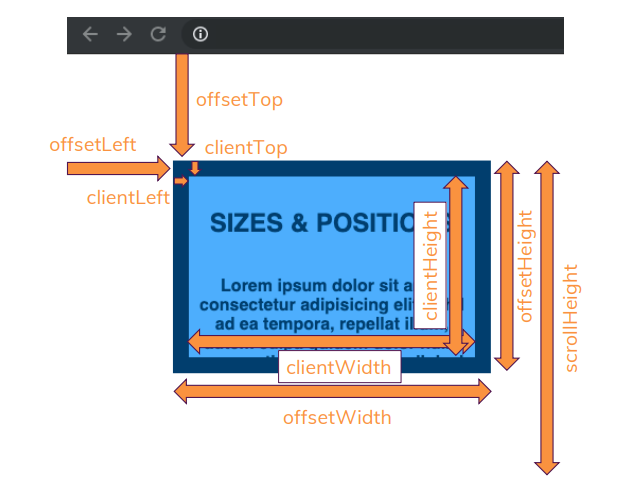 offsetTop
offsetLeft
clientTop
clientLeft
SIZES & POSITIO
Lorem ipsum dolor sit a
consectetur adipisicing eli
ad ea tempora, repellat il
clientHeight
offsetHeight
scrollHeight
clientWidth
offsetWidth